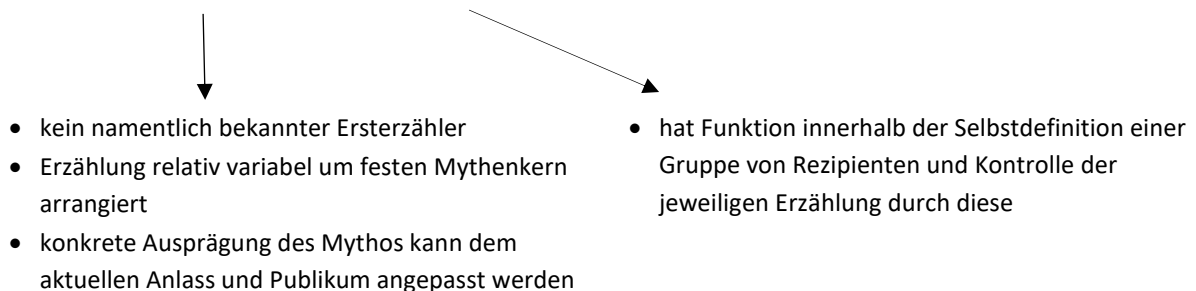 • kein namentlich bekannter Ersterzähler
• Erzählung relativ variabel um festen Mythenkern
arrangiert
• konkrete Ausprägung des Mythos kann dem
aktuellen Anlass und Publikum angepasst werden
• hat Funktion innerhalb der Selbstdefinition einer
Gruppe von Rezipienten und Kontrolle der
jeweiligen Erzählung durch diese